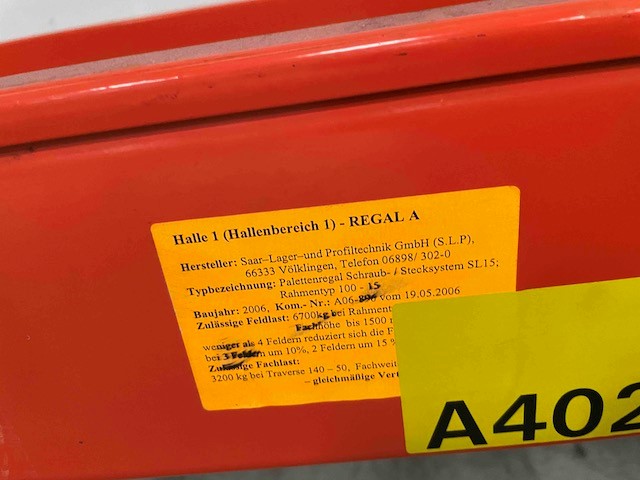 Halle 1 (Hallenbereich 1) - REGAL A
Hersteller: Saar–Lager–und Profiltechnik GmbH (S.L.P),
66333 Völklingen, Telefon 06898/ 302-0
Typbezeichnung: Palettenregal Schraub- / Stecksystem SL15;
Rahmentyp 100 - 15
Baujahr: 2006, Kom.- Nr.: A06- vom 19.05.2006
Zulässige Feldlast: 6700kg bei Rahment
Fachhöhe bis 1500
weniger als 4 Feldern reduziert sich die F
bei 3 Feldern um 10%, 2 Feldern um 15 %
Zulässige Fachlast:
3200 kg bei Traverse 140 – 50, Fachweit
– gleichmäßige Vert
A402